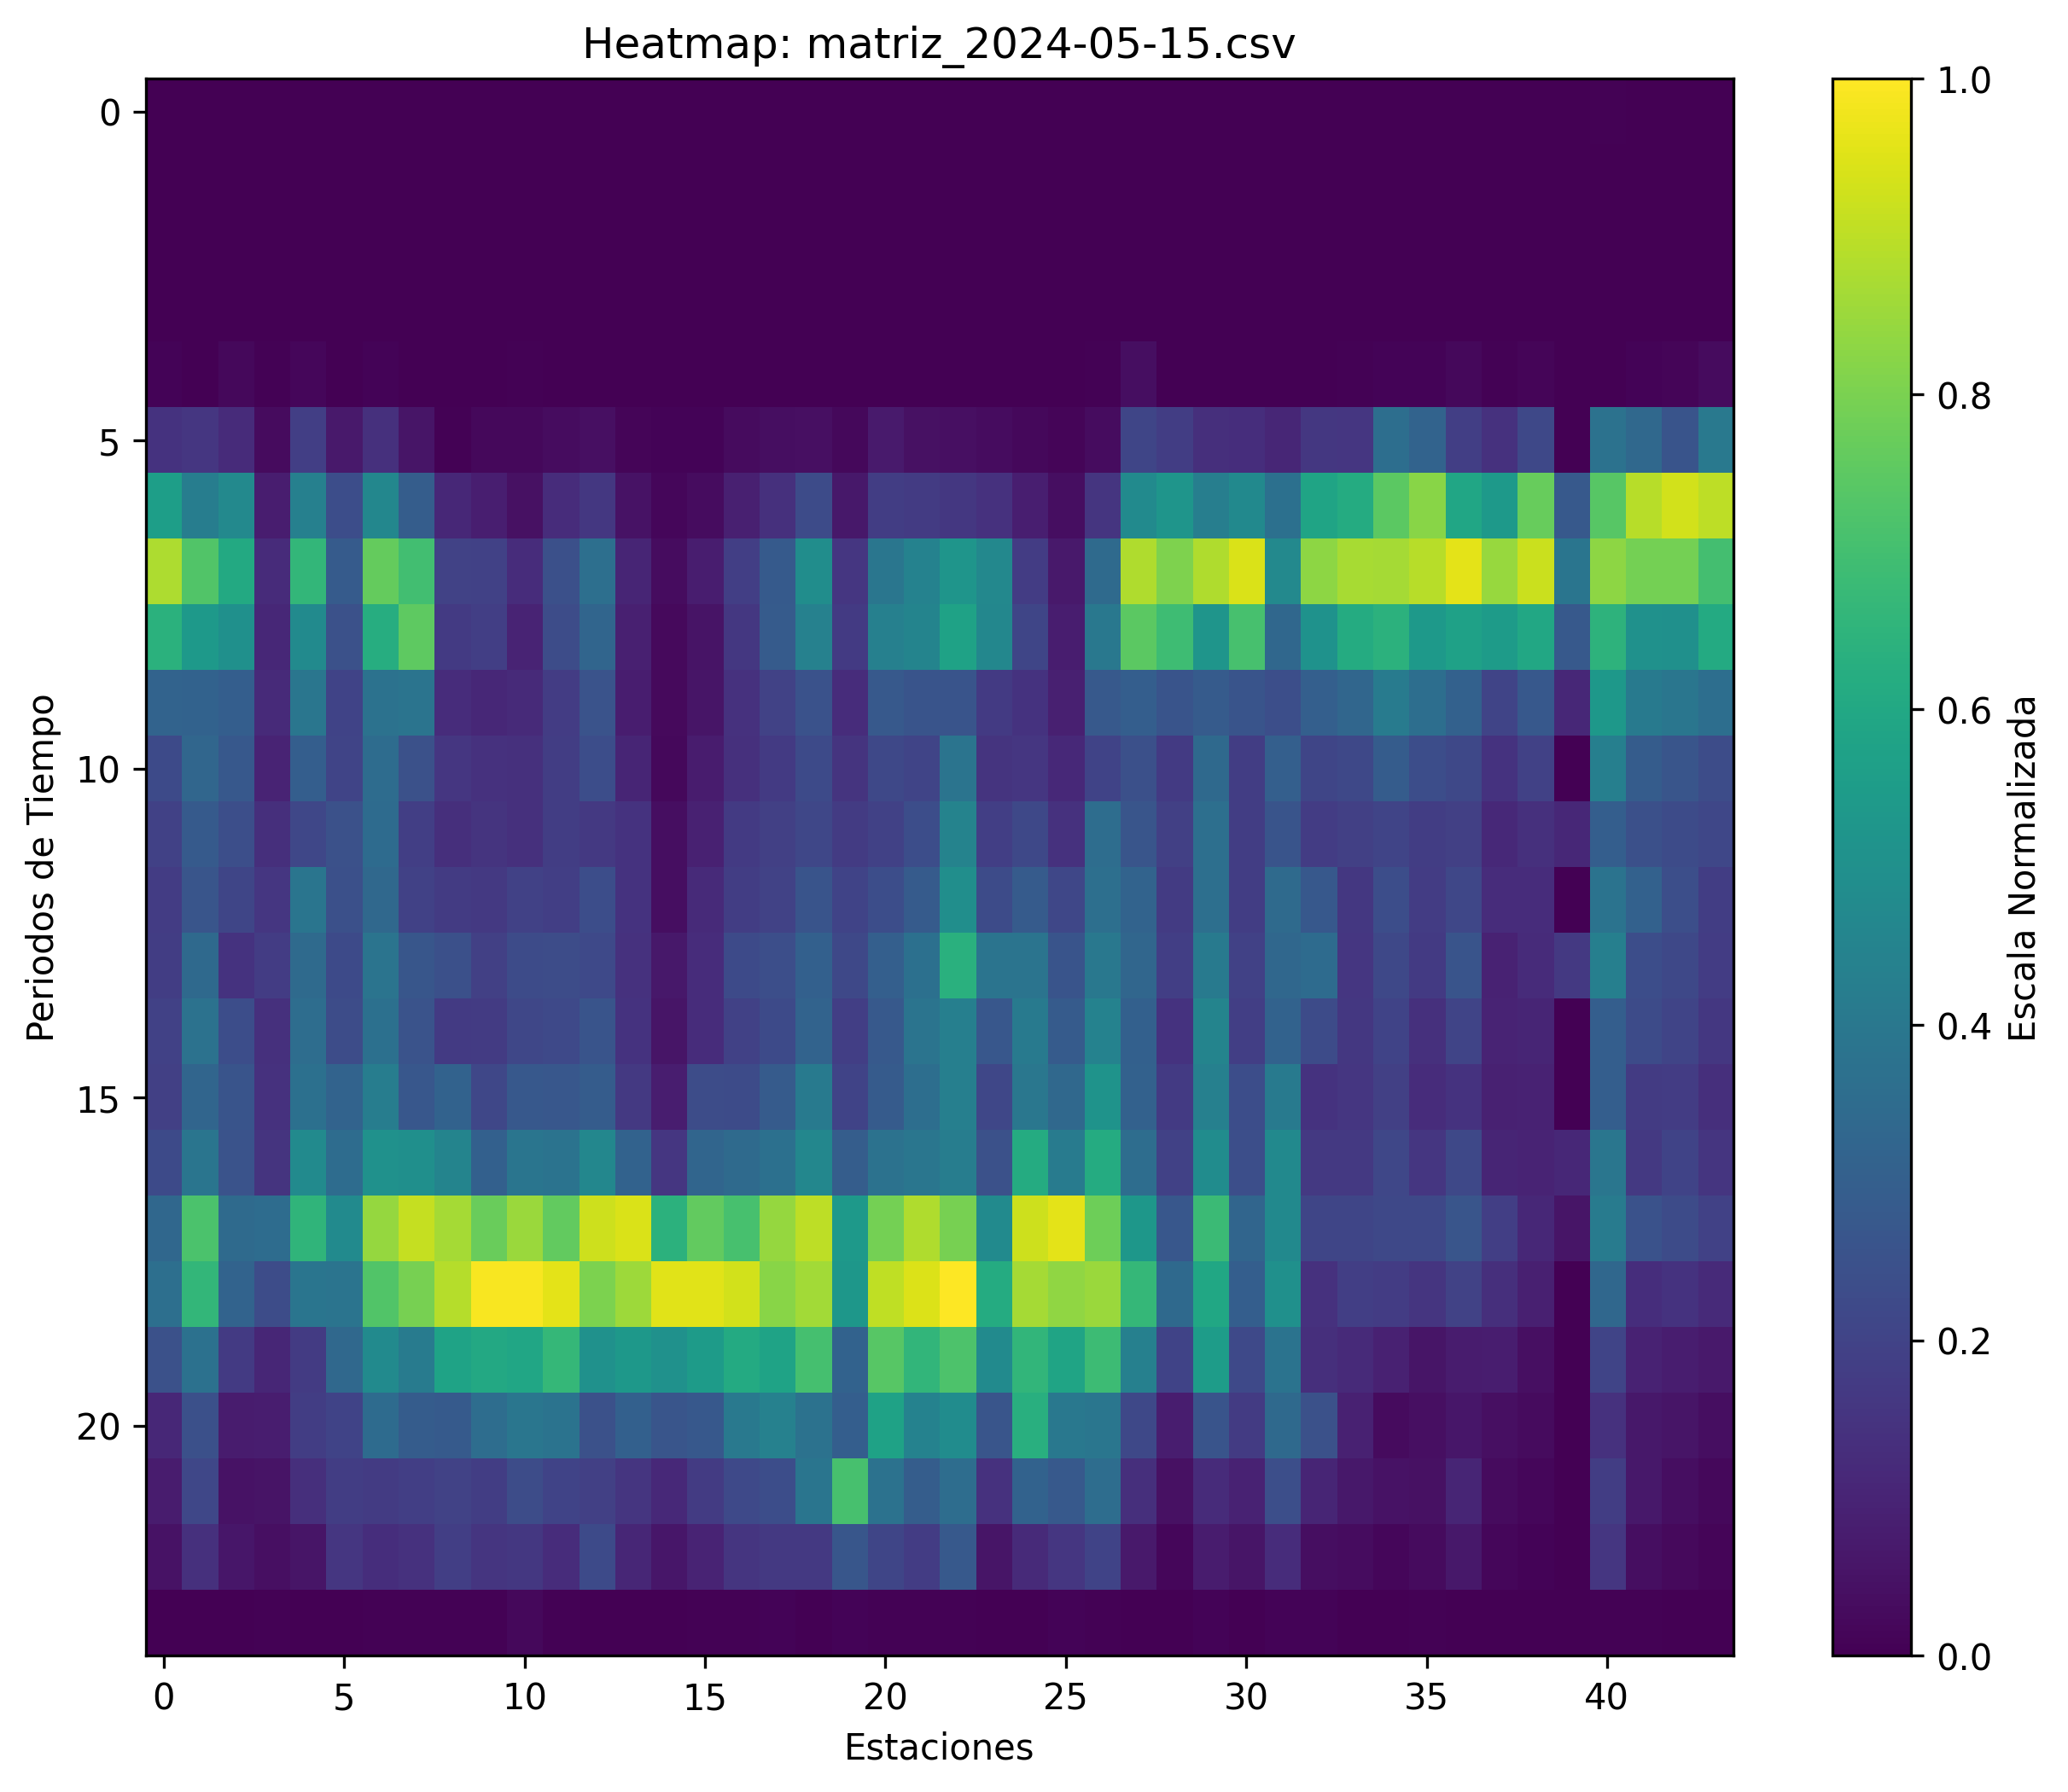 Heatmap: matriz_2024-05-15.csv
0
5
10
15
20
Periodos de Tiempo
0 5 10 15 20 25 30 35 40
Estaciones
1.0
0.8
0.6
0.4
0.2
0.0
Escala Normalizada